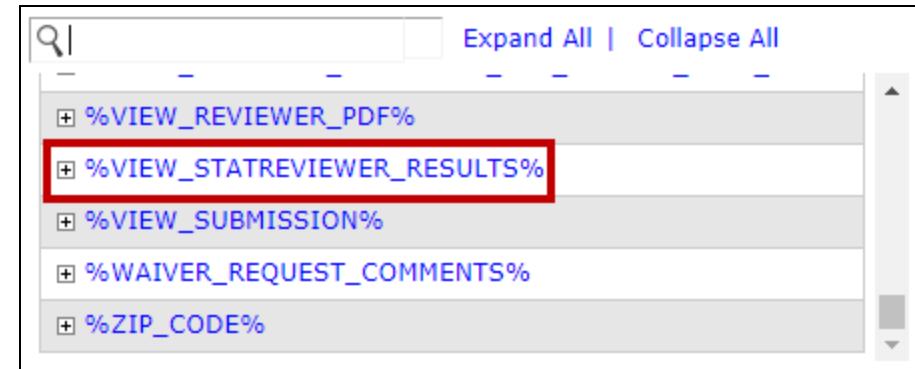 Expand All | Collapse All
%VIEW_REVIEWER_PDF%
%VIEW_STATREVIEWER_RESULTS%
%VIEW_SUBMISSION%
%WAIVER_REQUEST_COMMENTS%
%ZIP_CODE%